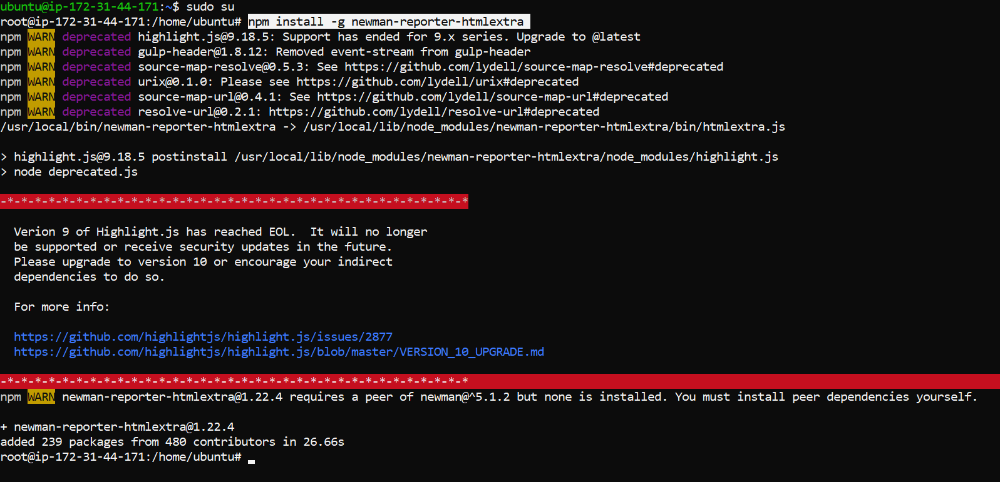 ubuntu@ip-172-31-44-171:~$ sudo su
root@ip-172-31-44-171:/home/ubuntu# npm install -g newman-reporter-htmlextra
npm WARN deprecated highlight.js@9.18.5: Support has ended for 9.x series. Upgrade to @latest
npm WARN deprecated gulp-header@1.8.12: Removed event-stream from gulp-header
npm WARN deprecated source-map-resolve@0.5.3: See https://github.com/lydell/source-map-resolve#deprecated
npm WARN deprecated urix@0.1.0: Please see https://github.com/lydell/urix#deprecated
npm WARN deprecated source-map-url@0.4.1: See https://github.com/lydell/source-map-url#deprecated
npm WARN deprecated resolve-url@0.2.1: https://github.com/lydell/resolve-url#deprecated
/usr/local/bin/newman-reporter-htmlextra -> /usr/local/lib/node_modules/newman-reporter-htmlextra/bin/htmlextra.js
> highlight.js@9.18.5 postinstall /usr/local/lib/node_modules/newman-reporter-htmlextra/node_modules/highlight.js
> node deprecated.js
-*-*-*-*-*-*-*-*-*-*-*-*-*-*-*-*-*-*-*-*-*-*-*-*-*-*-*-*-*-*-*-*-*-*
Verion 9 of Highlight.js has reached EOL.  It will no longer
be supported or receive security updates in the future.
Please upgrade to version 10 or encourage your indirect
dependencies to do so.
For more info:
https://github.com/highlightjs/highlight.js/issues/2877
https://github.com/highlightjs/highlight.js/blob/master/VERSION_10_UPGRADE.md
-*-*-*-*-*-*-*-*-*-*-*-*-*-*-*-*-*-*-*-*-*-*-*-*-*-*-*-*-*-*-*-*-*-*
npm WARN newman-reporter-htmlextra@1.22.4 requires a peer of newman@^5.1.2 but none is installed. You must install peer dependencies yourself.
+ newman-reporter-htmlextra@1.22.4
added 239 packages from 480 contributors in 26.66s
root@ip-172-31-44-171:/home/ubuntu#